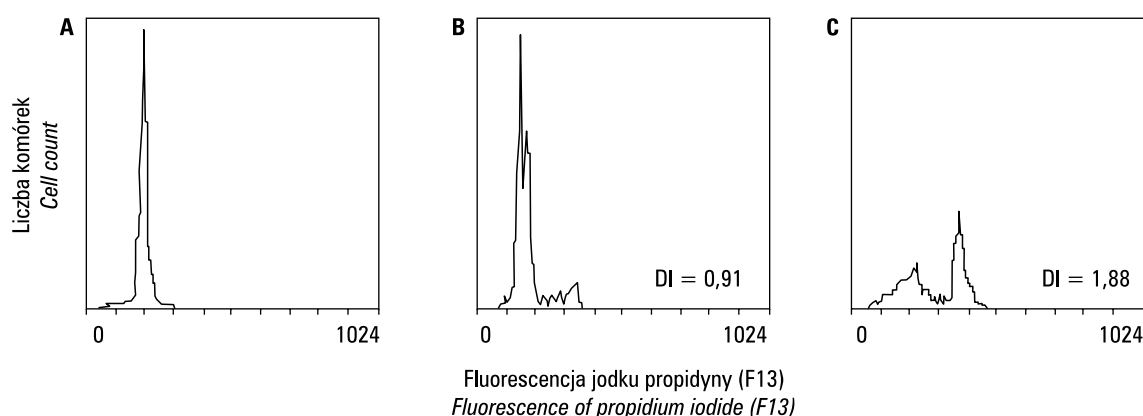 A
B
C
Liczba komórek
Cell count
DI = 0,91
DI = 1,88
0 1024
0 1024
0 1024
Fluorescencja jodku propidyny (F13)
Fluorescence of propidium iodide (F13)